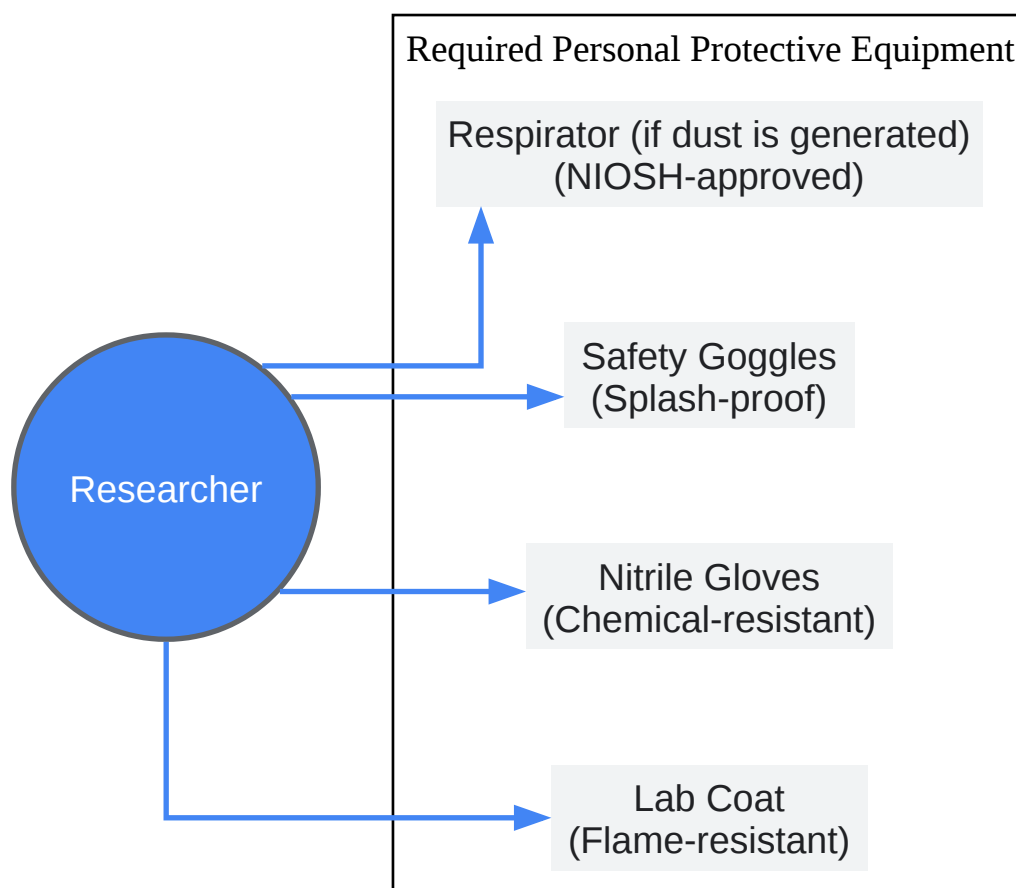 Required Personal Protective Equipment
Respirator (if dust is generated)
(NIOSH-approved)
Safety Goggles
(Splash-proof)
Researcher
Nitrile Gloves
(Chemical-resistant)
Lab Coat
(Flame-resistant)